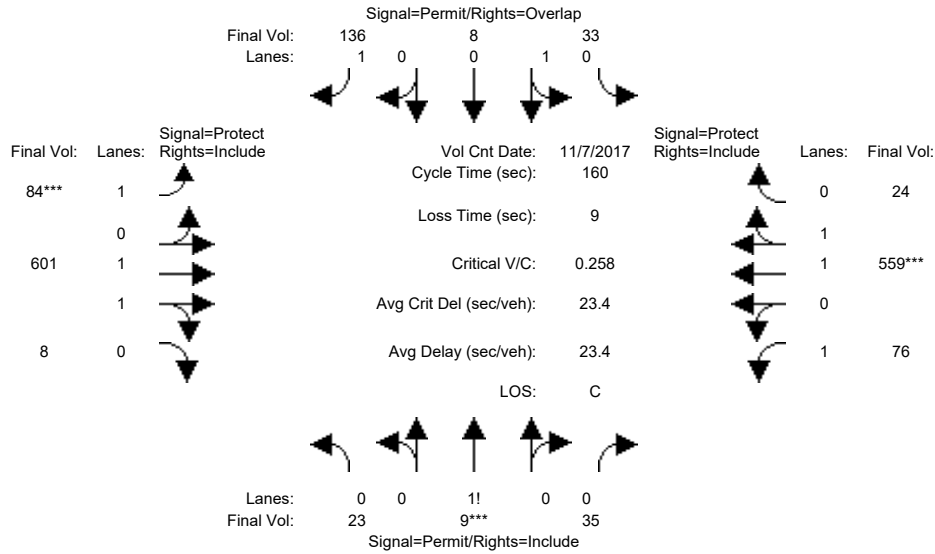 Signal=Permit/Rights=Overlap
Final Vol: 136 8 33
Lanes: 1 0 0 1 0
Signal=Protect
Final Vol: Lanes: Rights=Include
Vol Cnt Date: 11/7/2017
Signal=Protect
Rights=Include Lanes: Final Vol:
Cycle Time (sec): 160
84*** 1
0 24
Loss Time (sec): 9
0
1
601 1
Critical V/C: 0.258
1 559***
1
Avg Crit Del (sec/veh): 23.4
0
8 0
Avg Delay (sec/veh): 23.4
1 76
LOS: C
Lanes: 0 0 1! 0 0
Final Vol: 23 9*** 35
Signal=Permit/Rights=Include